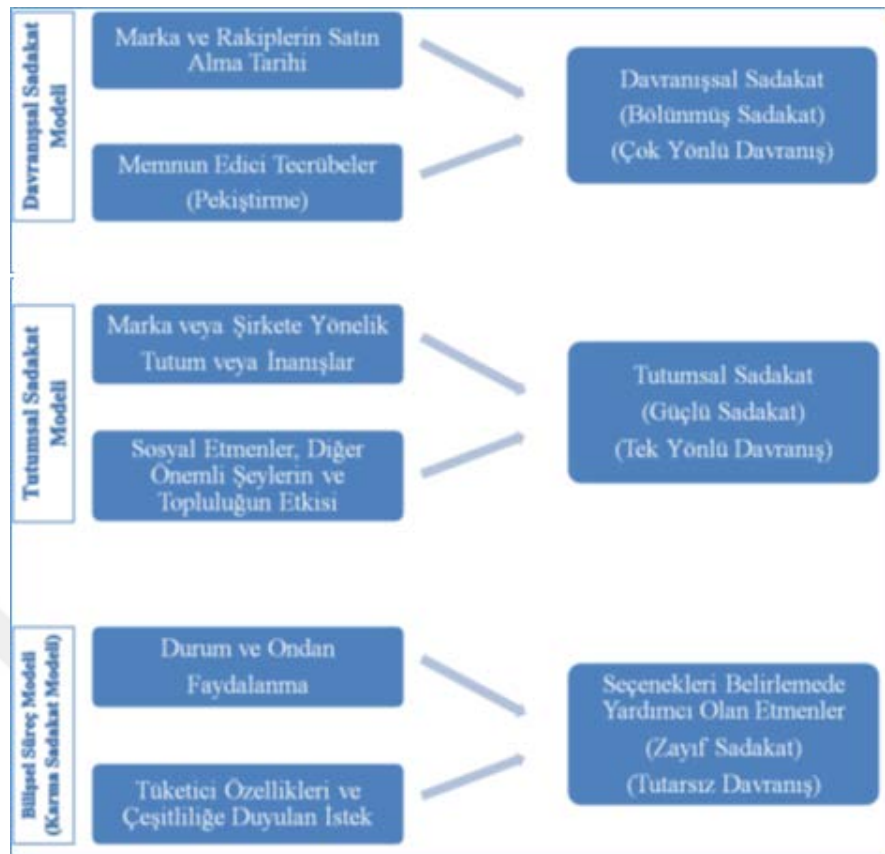 Davranışsal Sadakat
Modeli
Marka ve Rakiplerin Satın
Alma Tarihi
Memnun Edici Tecrübeler
(Pekiştirme)
Davranışsal Sadakat
(Bölünmüş Sadakat)
(Çok Yönlü Davranış)
Tutumsal Sadakat
Modeli
Marka veya Şirkete Yönelik
Tutum veya İnanışlar
Sosyal Etmenler, Diğer
Önemli Şeylerin ve
Topluluğun Etkisi
Tutumsal Sadakat
(Güçlü Sadakat)
(Tek Yönlü Davranış)
Bilişsel Süreç Modeli
(Karma Sadakat Modeli)
Durum ve Ondan
Faydalanma
Tüketici Özellikleri ve
Çeşitliliğe Duyulan İstek
Seçenekleri Belirlemede
Yardımcı Olan Etmenler
(Zayıf Sadakat)
(Tutarsız Davranış)